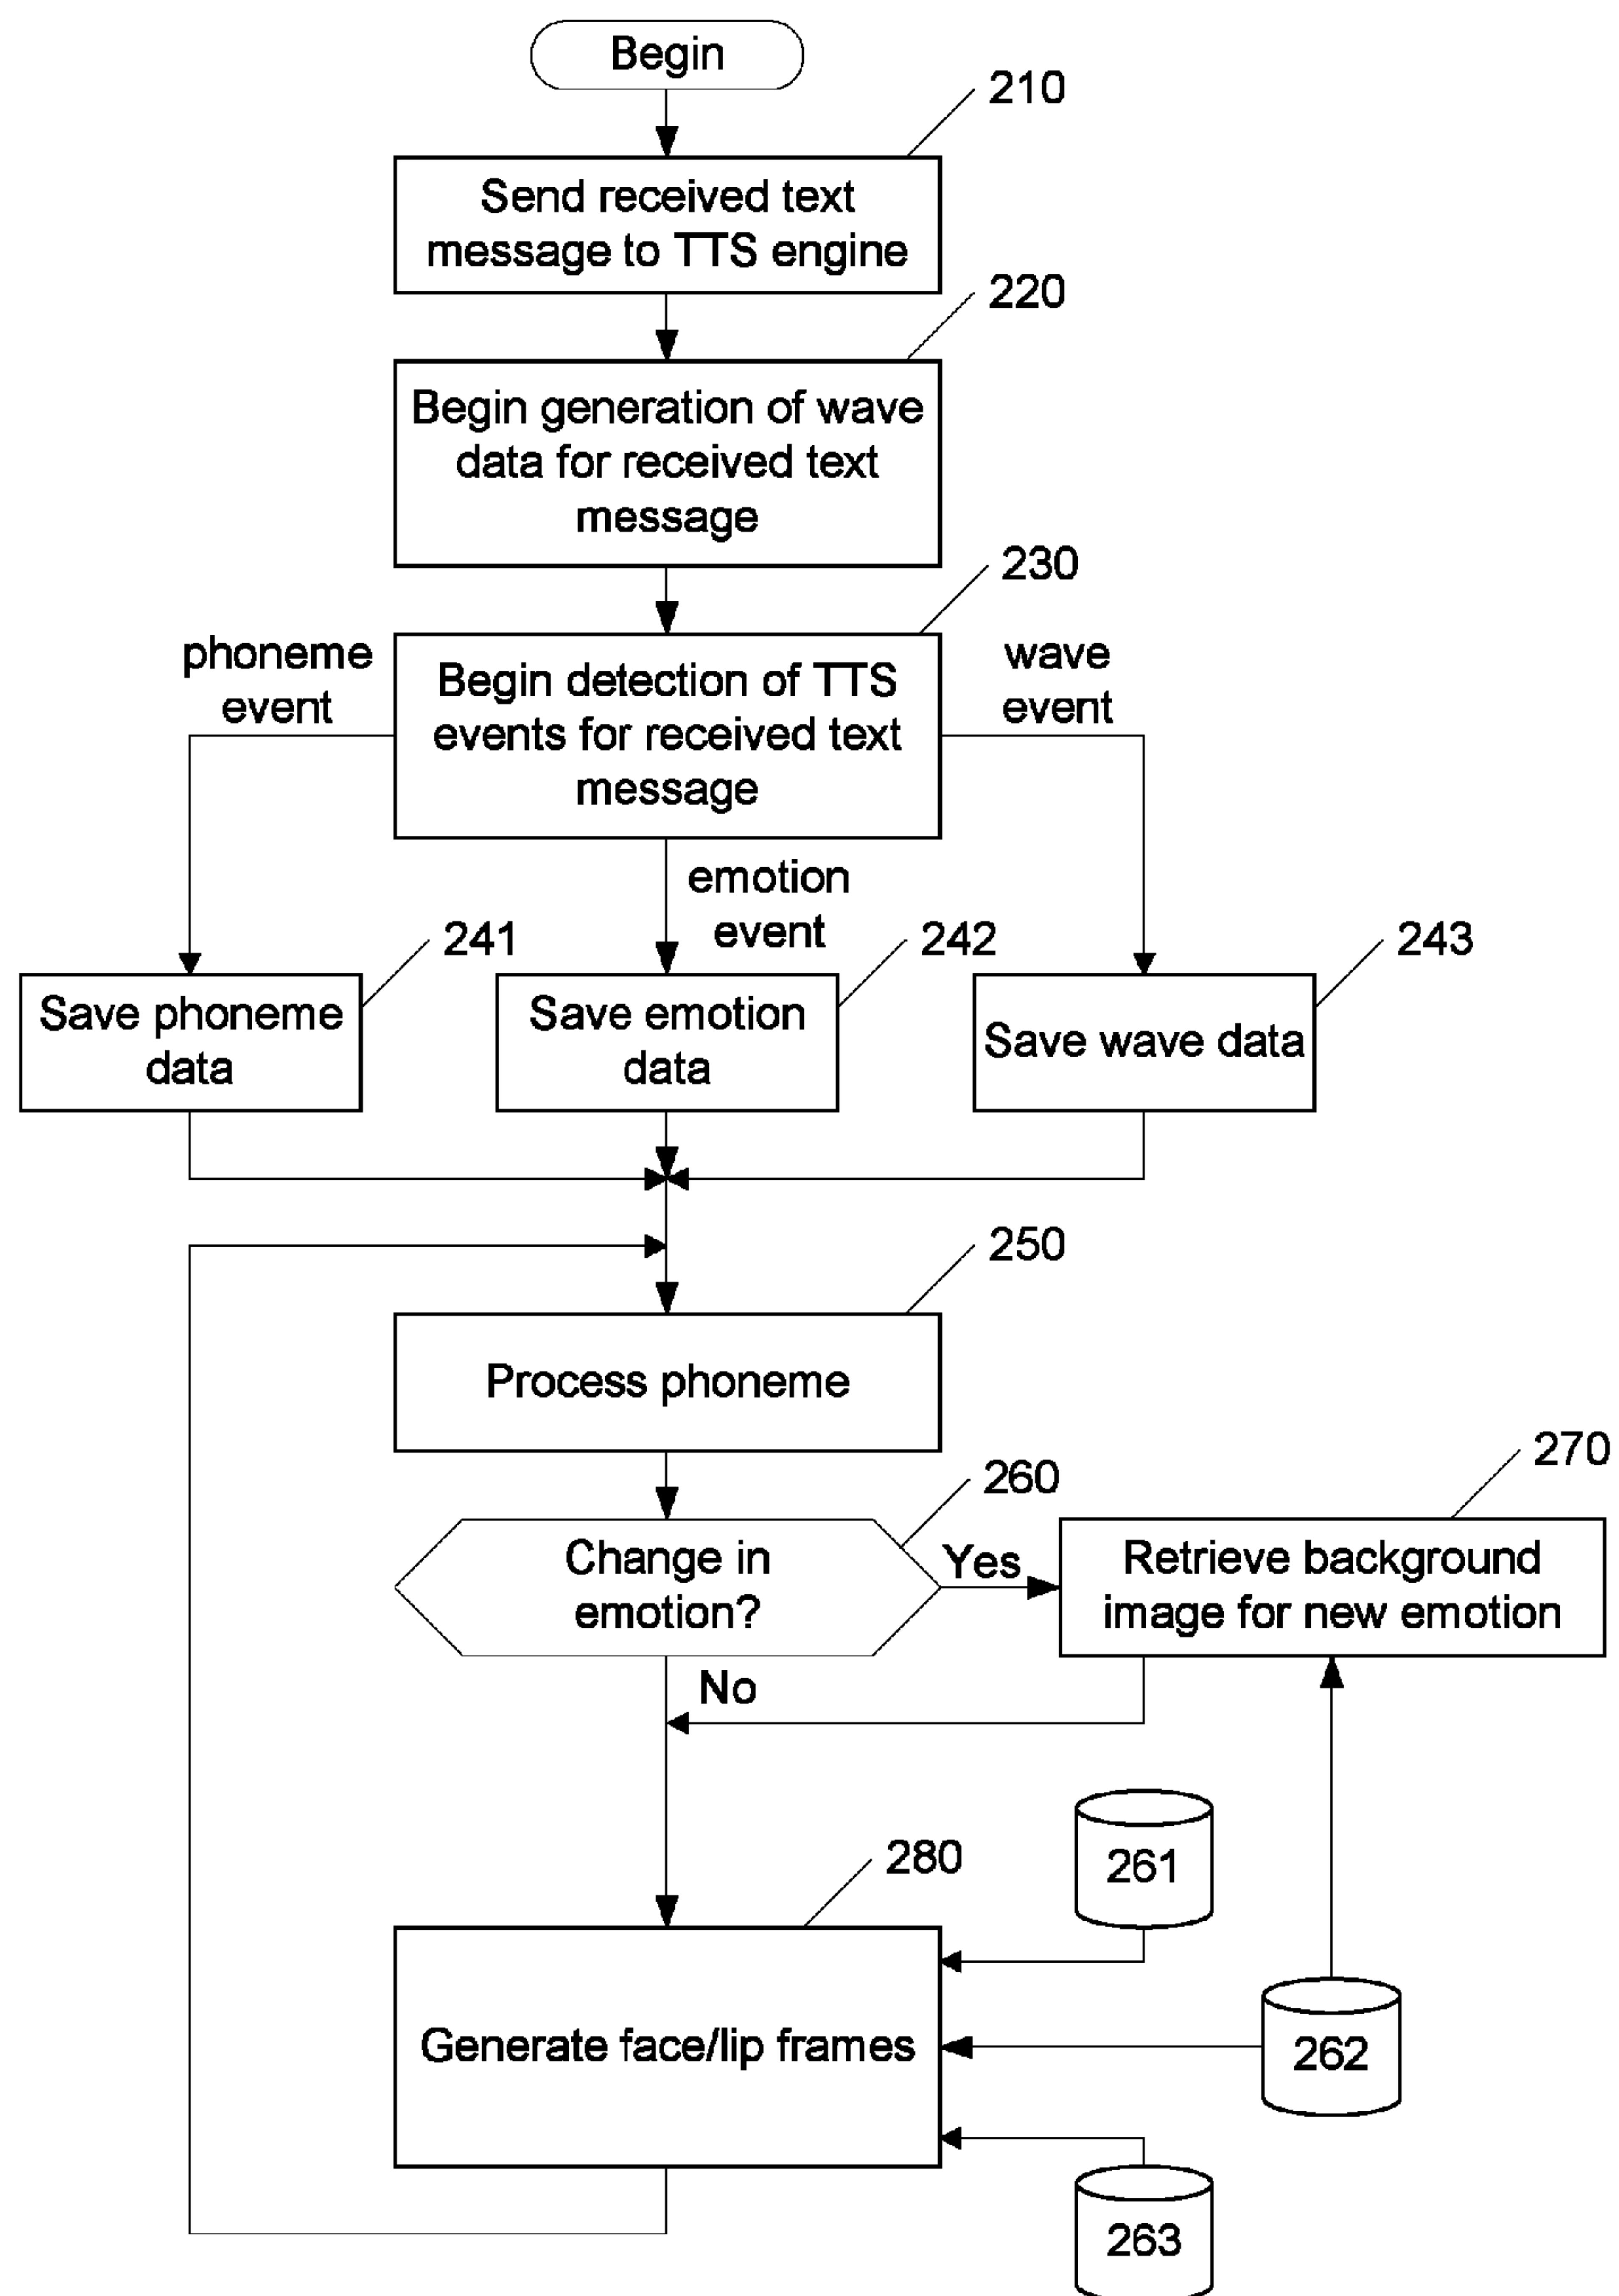 Begin
210
Send received text
message to TTS engine
220
Begin generation of wave
data for received text
message
230
phoneme
event
Begin detection of TTS
events for received text
message
wave
event
emotion
event
241
242
243
Save phoneme
data
Save emotion
data
Save wave data
250
Process phoneme
260
270
Change in
emotion?
Yes
Retrieve background
image for new emotion
No
261
280
Generate face/lip frames
262
263